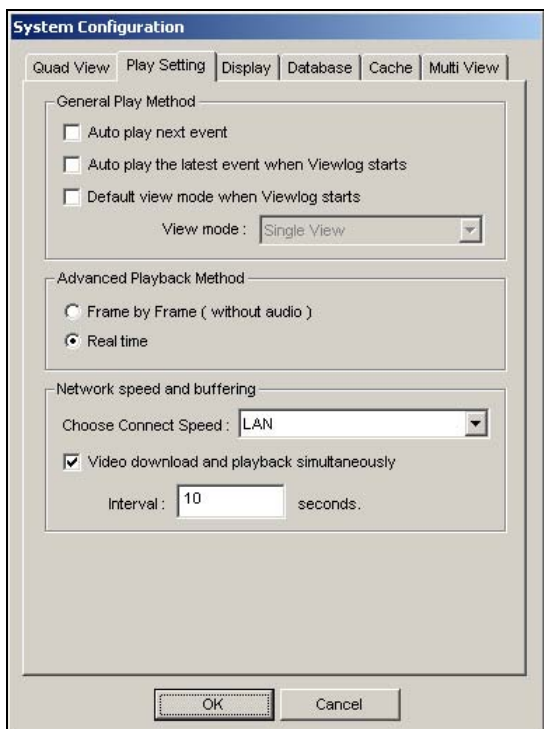 System Configuration
Quad View Play Setting Display Database Cache Multi View
General Play Method
Auto play next event
Auto play the latest event when Viewlog starts
Default view mode when Viewlog starts
View mode : Single View
Advanced Playback Method
Frame by Frame ( without audio )
Real time
Network speed and buffering
Choose Connect Speed : LAN
Video download and playback simultaneously
Interval : 10 seconds.
OK Cancel